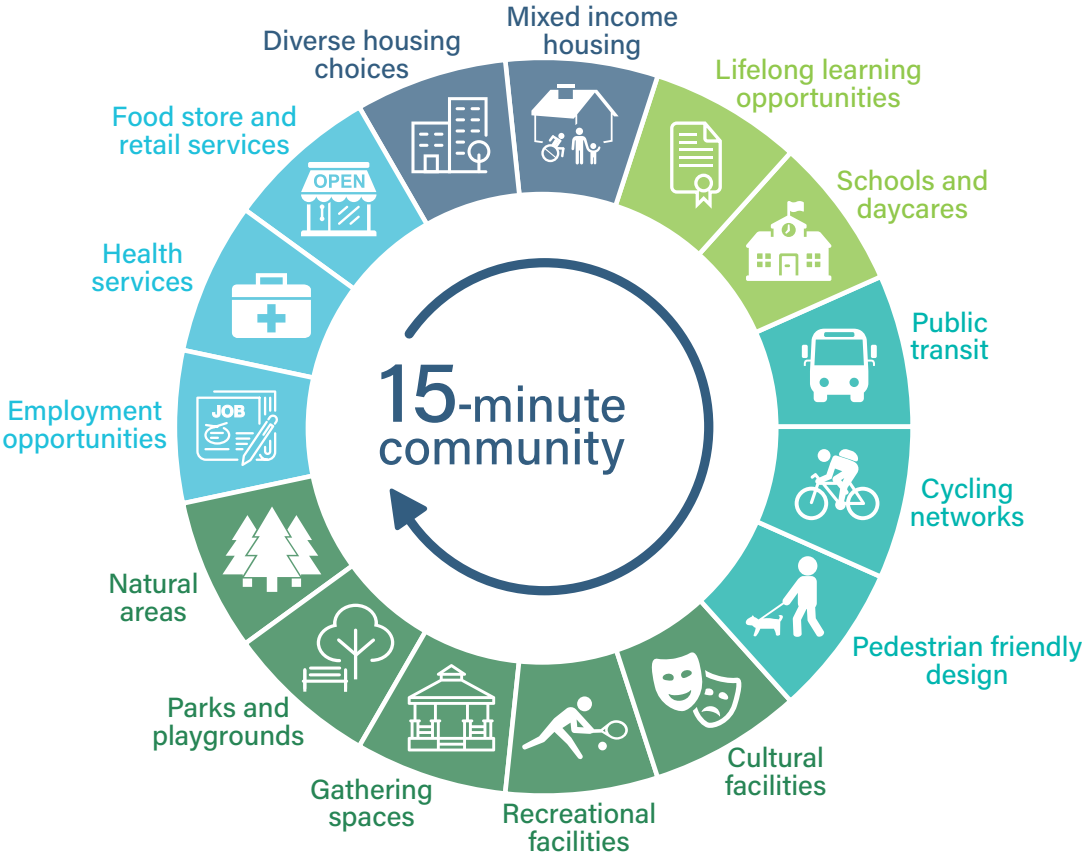 Mixed income
housing
Lifelong learning
opportunities
Schools and
daycares
Public
transit
Cycling
networks
Pedestrian friendly
design
Cultural
facilities
Recreational
facilities
Gathering
spaces
Parks and
playgrounds
Natural
areas
Employment
opportunities
JOB
Health
services
Food store and
retail services
OPEN
Diverse housing
choices
15-minute
community